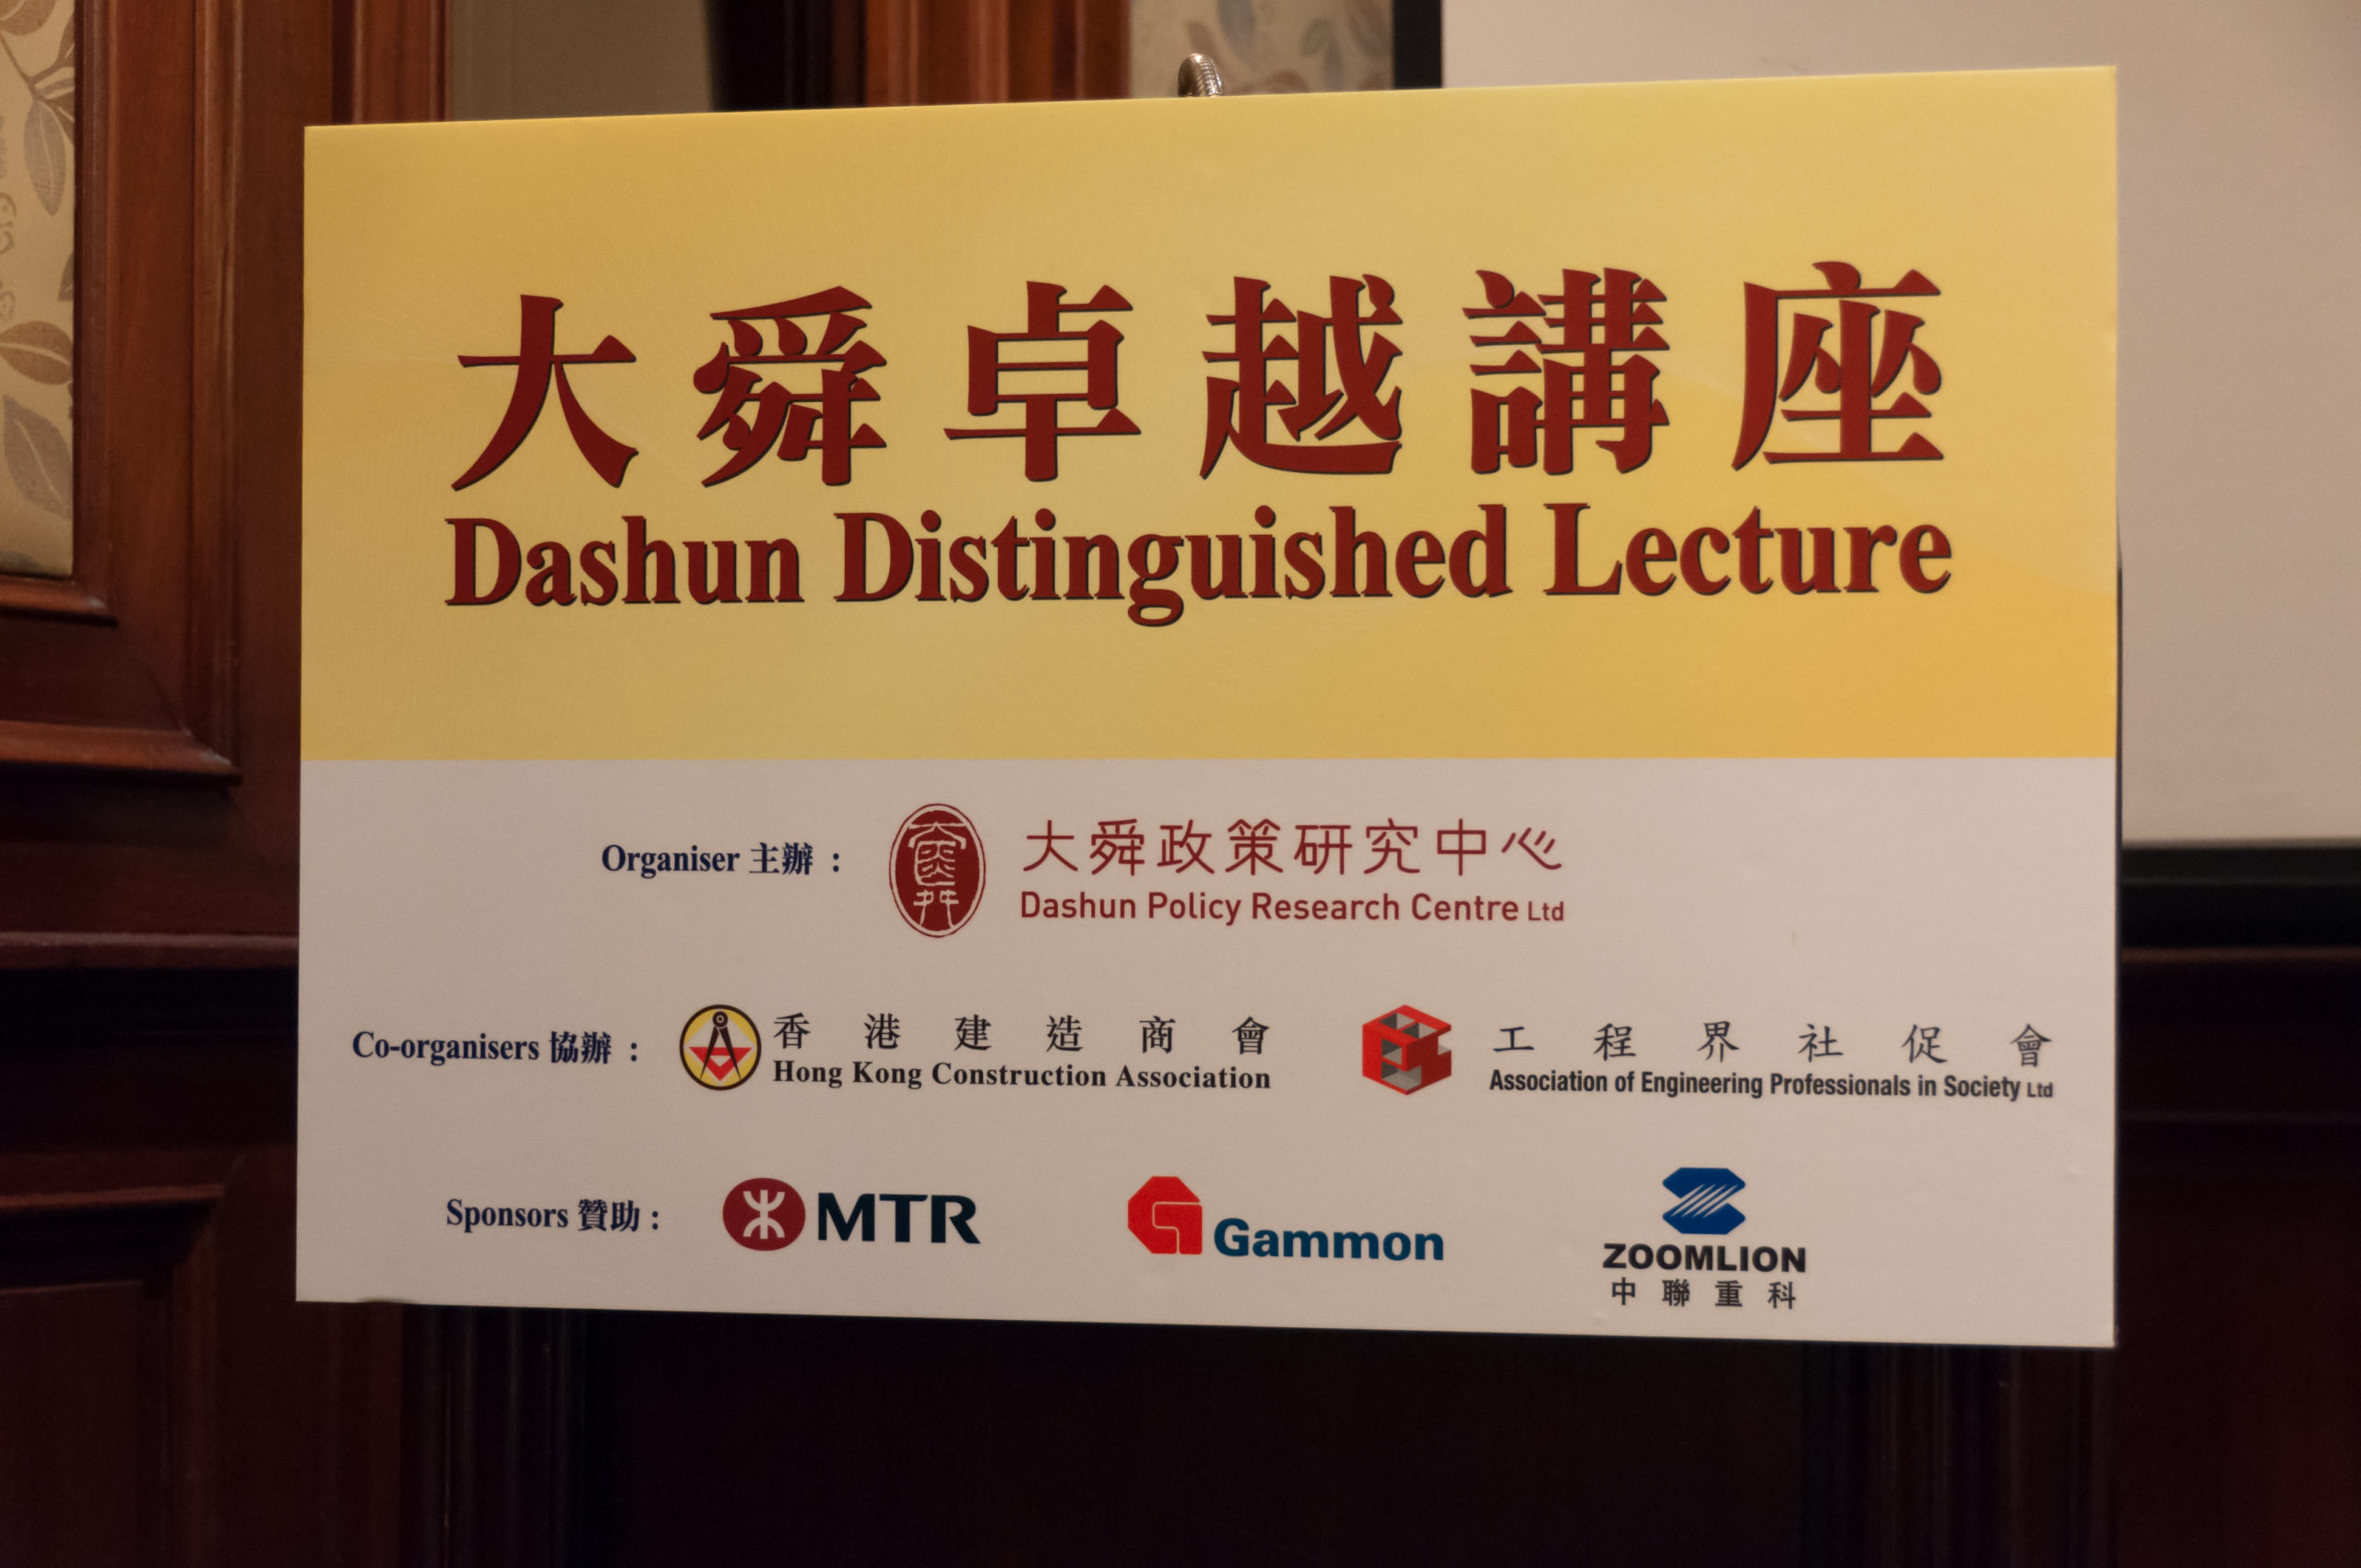 大舜卓越講座
Dashun Distinguished Lecture
Organiser 主辦 :
大舜政策研究中心
Dashun Policy Research Centre Ltd
Co-organisers 協辦 :
香港建造商會
Hong Kong Construction Association
工程界社促會
Association of Engineering Professionals in Society Ltd
Sponsors 贊助 :
MTR
Gammon
ZOOMLION
中聯重科